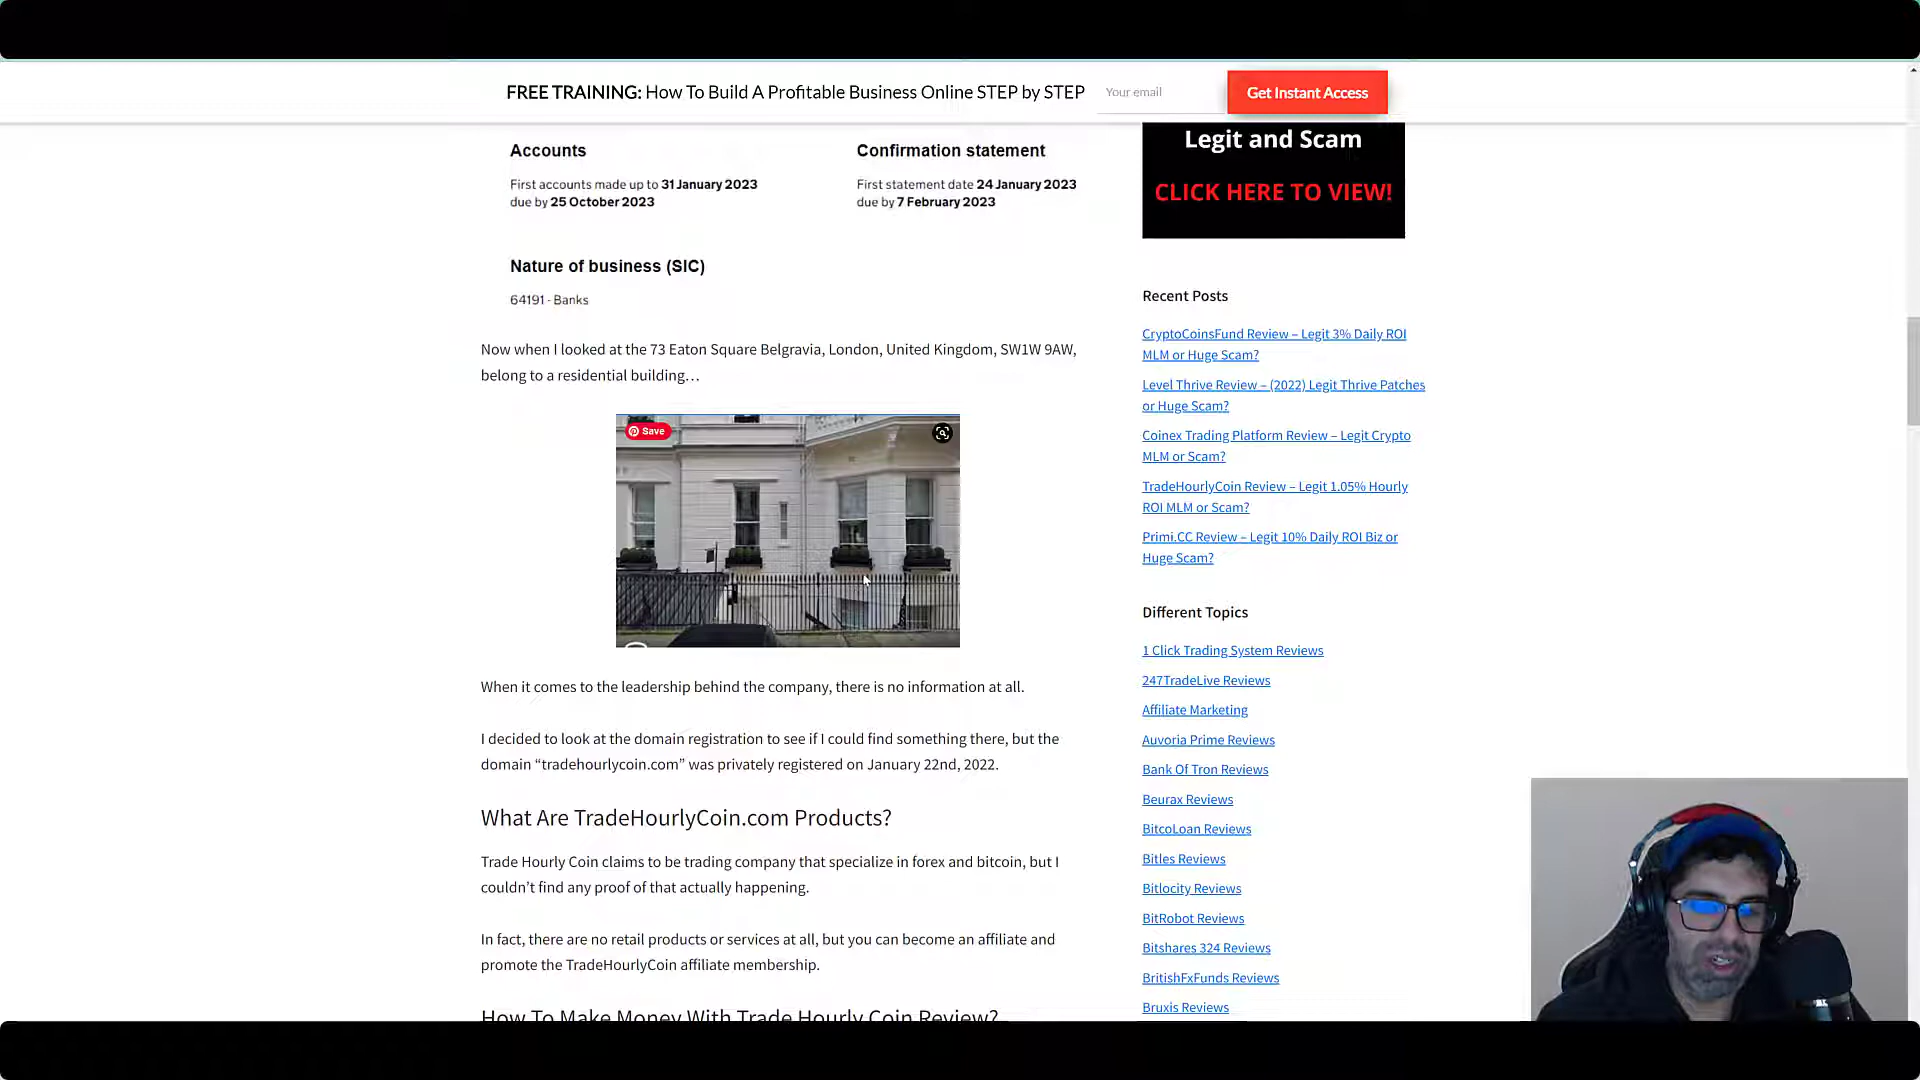 FREE TRAINING: How To Build A Profitable Business Online STEP by STEP
Your email
Get Instant Access
Accounts
Confirmation statement
First accounts made up to 31 January 2023
due by 25 October 2023
First statement date 24 January 2023
due by 7 February 2023
Nature of business (SIC)
64191 - Banks
Now when I looked at the 73 Eaton Square Belgravia, London, United Kingdom, SW1W 9AW,
belong to a residential building…
Save
When it comes to the leadership behind the company, there is no information at all.
I decided to look at the domain registration to see if I could find something there, but the
domain “tradehourlycoin.com” was privately registered on January 22nd, 2022.
What Are TradeHourlyCoin.com Products?
Trade Hourly Coin claims to be trading company that specialize in forex and bitcoin, but I
couldn’t find any proof of that actually happening.
In fact, there are no retail products or services at all, but you can become an affiliate and
promote the TradeHourlyCoin affiliate membership.
How To Make Money With Trade Hourly Coin Review?
Legit and Scam
CLICK HERE TO VIEW!
Recent Posts
CryptoCoinsFund Review – Legit 3% Daily ROI
MLM or Huge Scam?
Level Thrive Review – (2022) Legit Thrive Patches
or Huge Scam?
Coinex Trading Platform Review – Legit Crypto
MLM or Scam?
TradeHourlyCoin Review – Legit 1.05% Hourly
ROI MLM or Scam?
Primi.CC Review – Legit 10% Daily ROI Biz or
Huge Scam?
Different Topics
1 Click Trading System Reviews
247TradeLive Reviews
Affiliate Marketing
Auvoria Prime Reviews
Bank Of Tron Reviews
Beurax Reviews
BitcoLoan Reviews
Bitles Reviews
Bitlocity Reviews
BitRobot Reviews
Bitshares 324 Reviews
BritishFxFunds Reviews
Bruxis Reviews